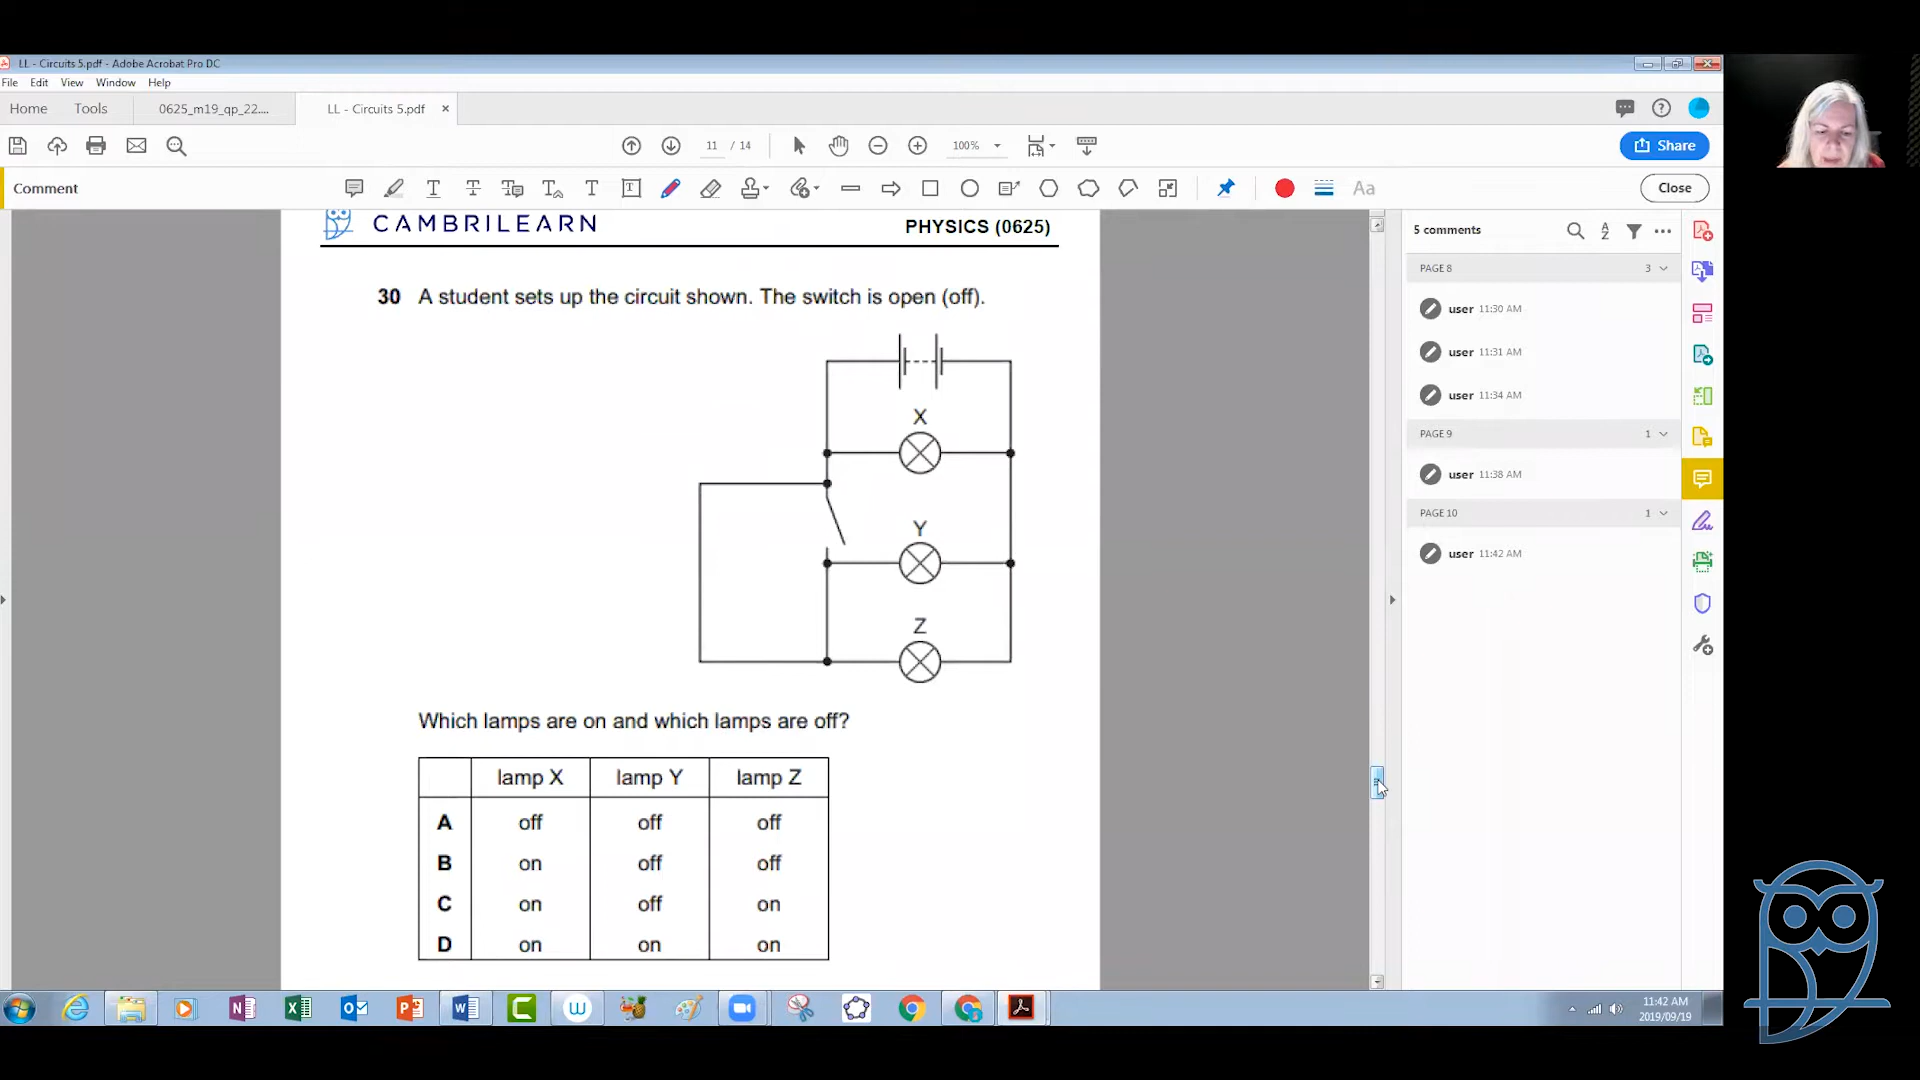 LL - Circuits 5.pdf - Adobe Acrobat Pro DC
File Edit View Window Help
Home Tools 0625_m19_qp_22.... LL - Circuits 5.pdf ×
11 / 14 100% Share
Comment Aa Close
CAMBRILEARN PHYSICS (0625)
30 A student sets up the circuit shown. The switch is open (off).
X
Y
Z
Which lamps are on and which lamps are off?
lamp X lamp Y lamp Z
A off off off
B on off off
C on off on
D on on on
5 comments
PAGE 8 3
user 11:30 AM
user 11:31 AM
user 11:34 AM
PAGE 9 1
user 11:38 AM
PAGE 10 1
user 11:42 AM
11:42 AM
2019/09/19